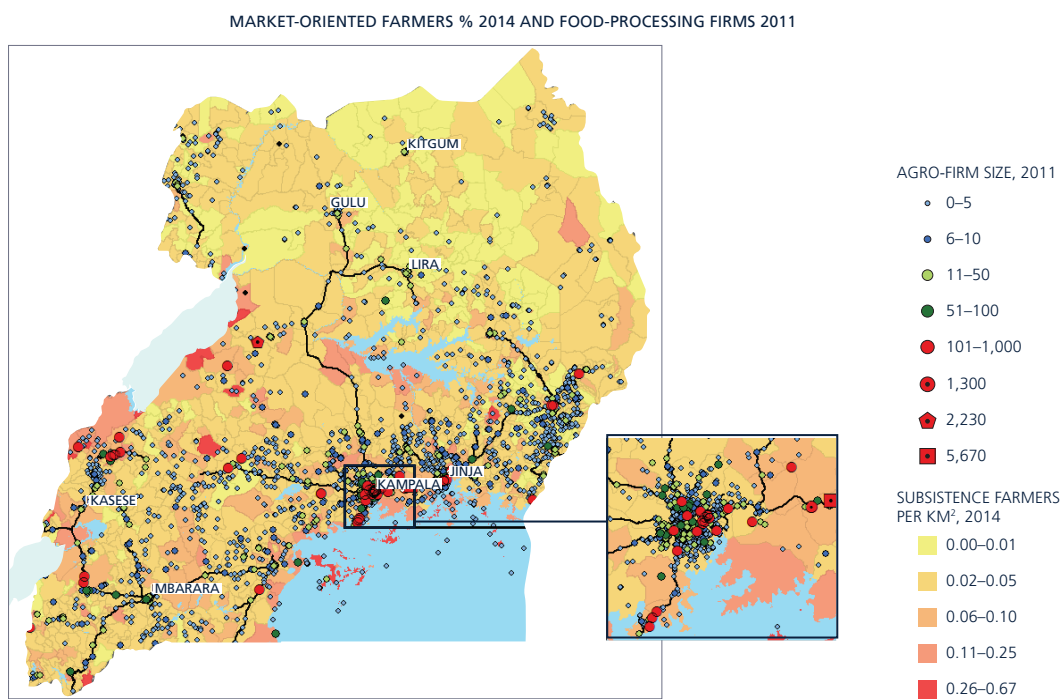 MARKET-ORIENTED FARMERS % 2014 AND FOOD-PROCESSING FIRMS 2011
KITGUM
GULU
LIRA
JINJA
KAMPALA
KASESE
MBARARA
AGRO-FIRM SIZE, 2011
0–5
6–10
11–50
51–100
101–1,000
1,300
2,230
5,670
SUBSISTENCE FARMERS
PER KM², 2014
0.00–0.01
0.02–0.05
0.06–0.10
0.11–0.25
0.26–0.67